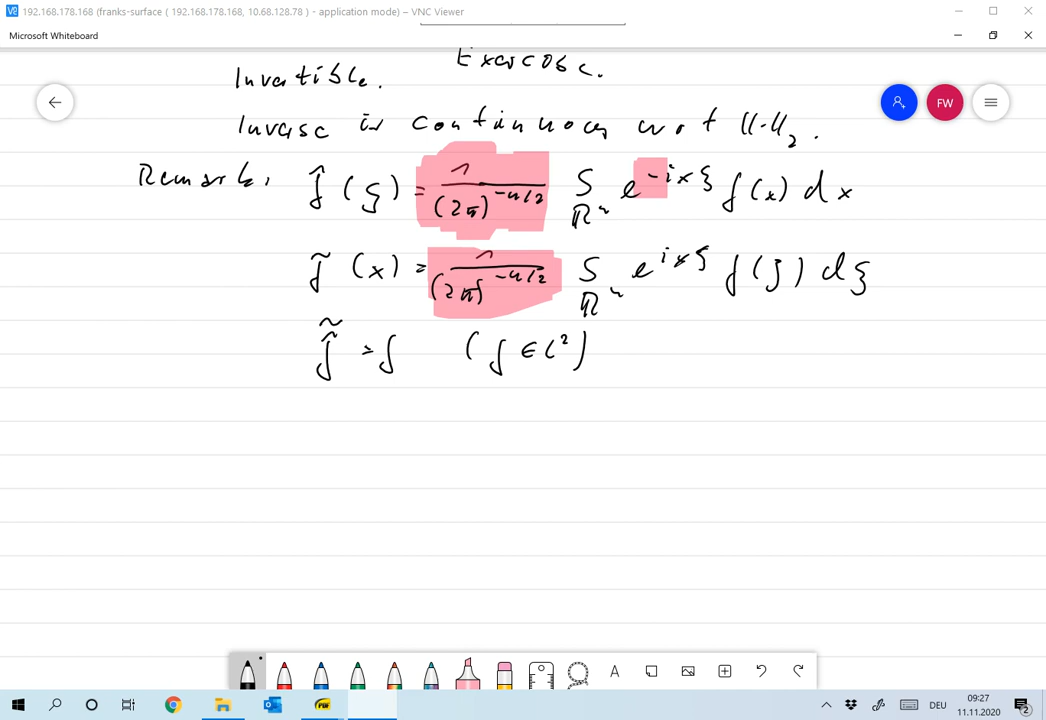 192.168.178.168 (franks-surface ( 192.168.178.168, 10.68.128.78 ) - application mode) – VNC Viewer
Microsoft Whiteboard
Exercise.
Invertible.
Inverse is continuous w.r.t ||·||₂.
FW
Remark: f̂(ξ) = 1/(2π)^{-n/2} ∫_{ℝⁿ} e^{-ixξ} f(x) dx
f̃(x) = 1/(2π)^{-n/2} ∫_{ℝⁿ} e^{ixξ} f(ξ) dξ
f̂̃ = f (f ∈ L²)
A
DEU
09:27
11.11.2020
2